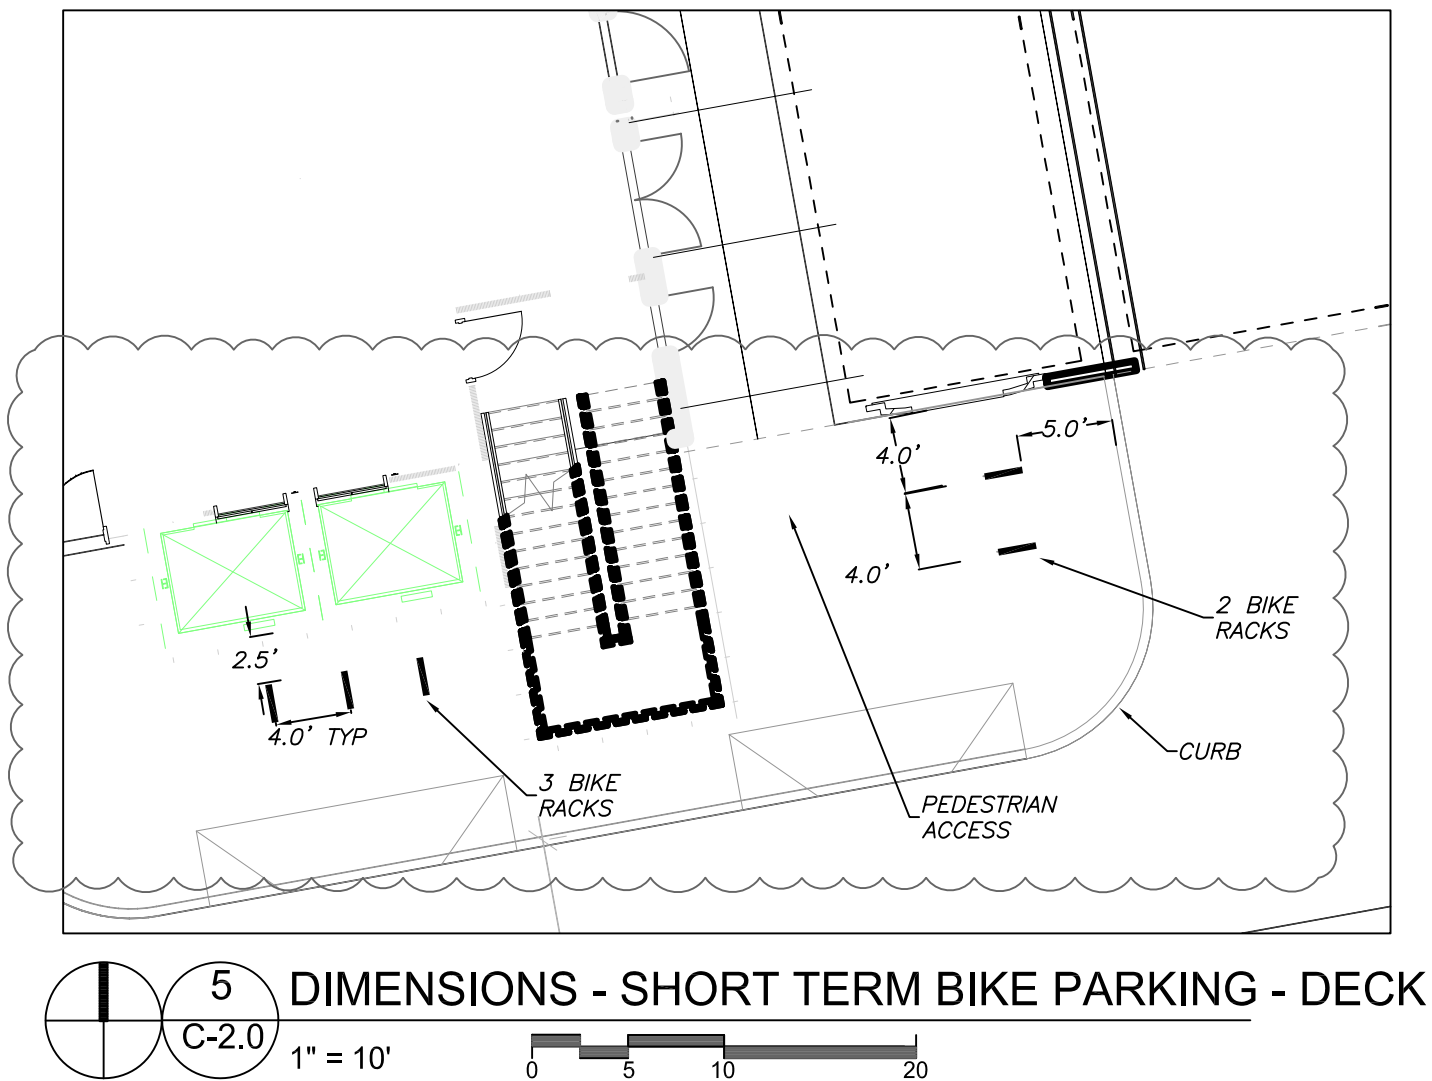 5.0'
4.0'
4.0'
2 BIKE
RACKS
2.5'
4.0' TYP
CURB
3 BIKE
RACKS
PEDESTRIAN
ACCESS
5
C-2.0
DIMENSIONS - SHORT TERM BIKE PARKING - DECK
1" = 10'
0 5 10 20